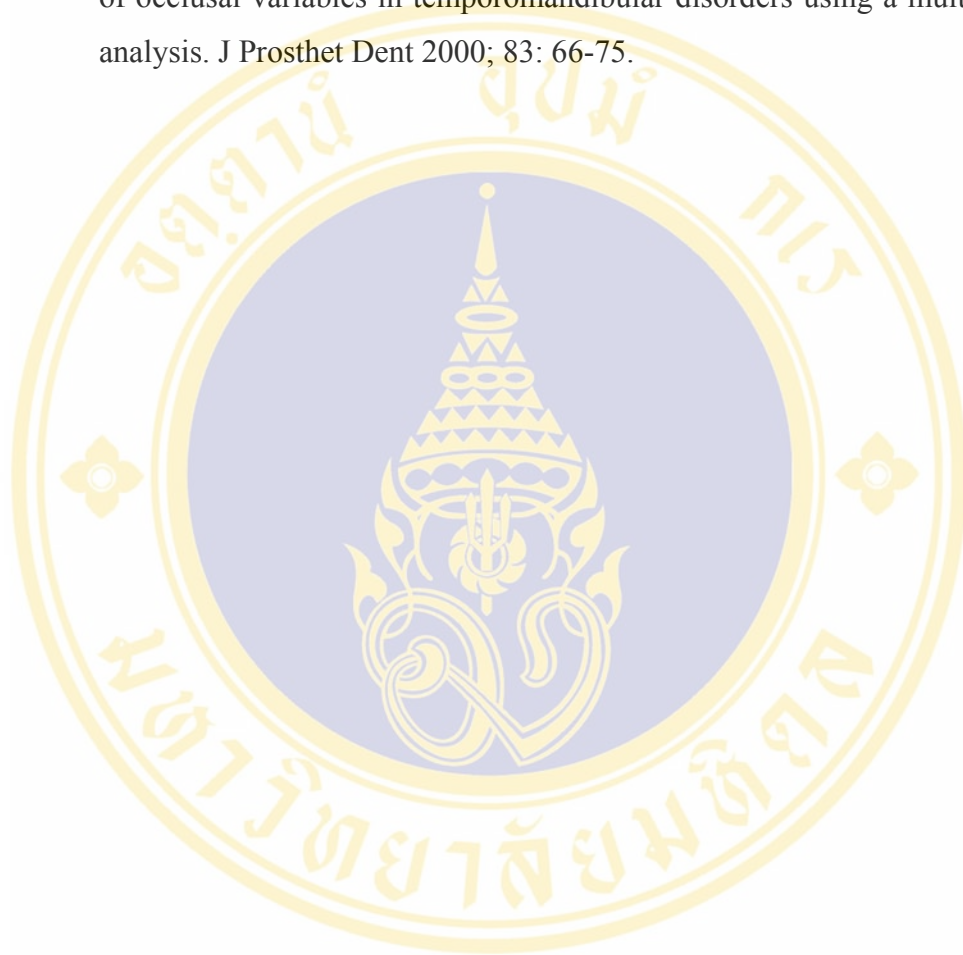 of occlusal variables in temporomandibular disorders using a mult
analysis. J Prosthet Dent 2000; 83: 66-75.
อตฺตานํ อุปมํ กเร
มหาวิทยาลัยมหิดล